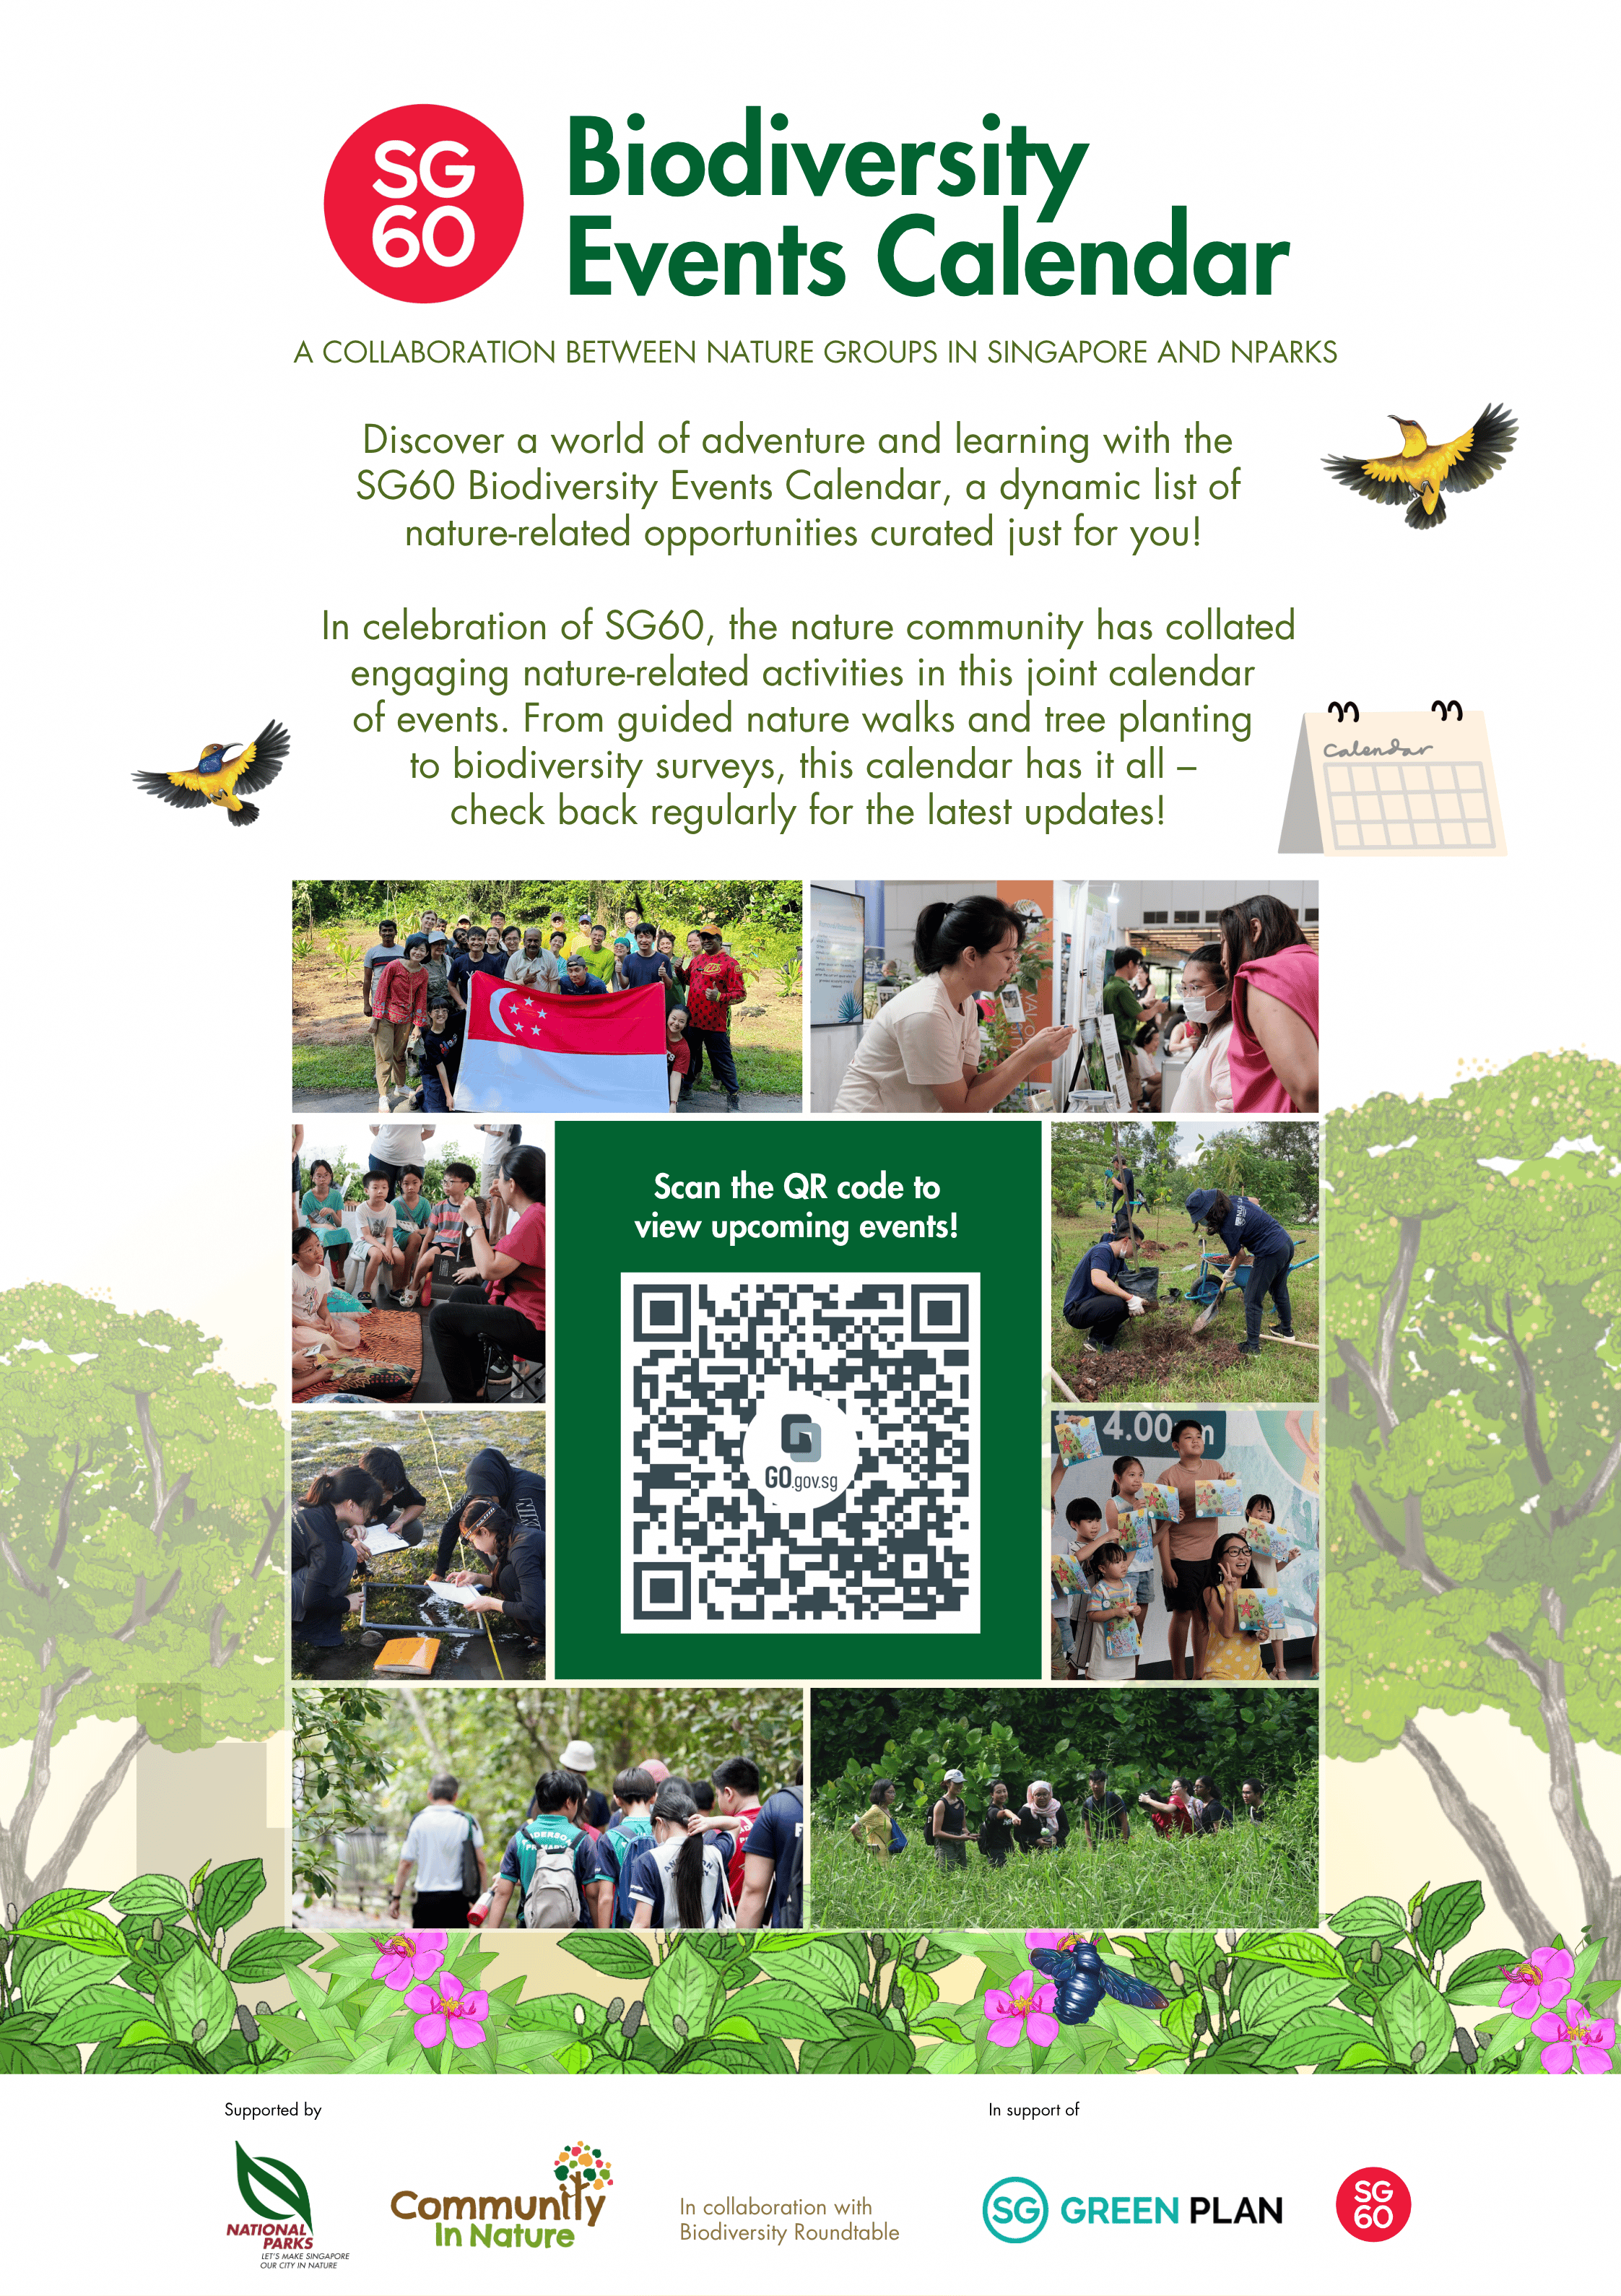 SG
60
Biodiversity
Events Calendar
A COLLABORATION BETWEEN NATURE GROUPS IN SINGAPORE AND NPARKS
Discover a world of adventure and learning with the
SG60 Biodiversity Events Calendar, a dynamic list of
nature-related opportunities curated just for you!
In celebration of SG60, the nature community has collated
engaging nature-related activities in this joint calendar
of events. From guided nature walks and tree planting
to biodiversity surveys, this calendar has it all –
check back regularly for the latest updates!
Calendar
Scan the QR code to
view upcoming events!
GO.gov.sg
4.00
Supported by
In support of
NATIONAL
PARKS
LET'S MAKE SINGAPORE
OUR CITY IN NATURE
Community
In Nature
In collaboration with
Biodiversity Roundtable
SG GREEN PLAN
SG
60